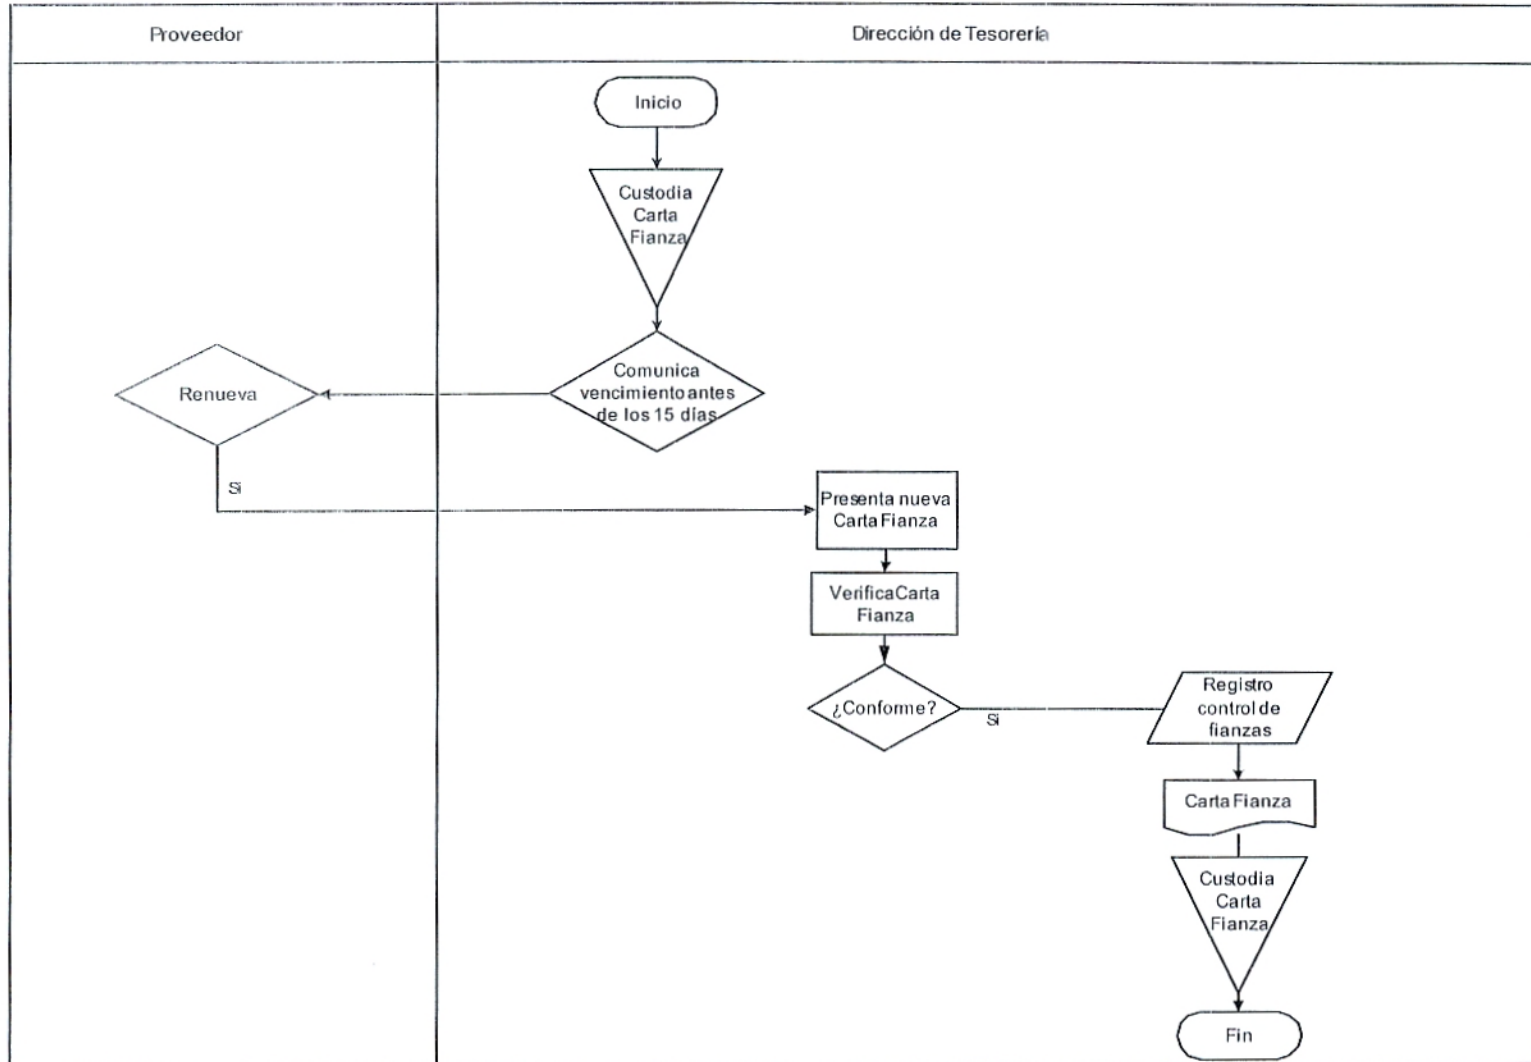 Proveedor
Dirección de Tesorería
Inicio
Custodia
Carta
Fianza
Comunica
vencimiento antes
de los 15 días
Renueva
Si
Presenta nueva
Carta Fianza
Verifica Carta
Fianza
¿Conforme?
Si
Registro
control de
fianzas
Carta Fianza
Custodia
Carta
Fianza
Fin